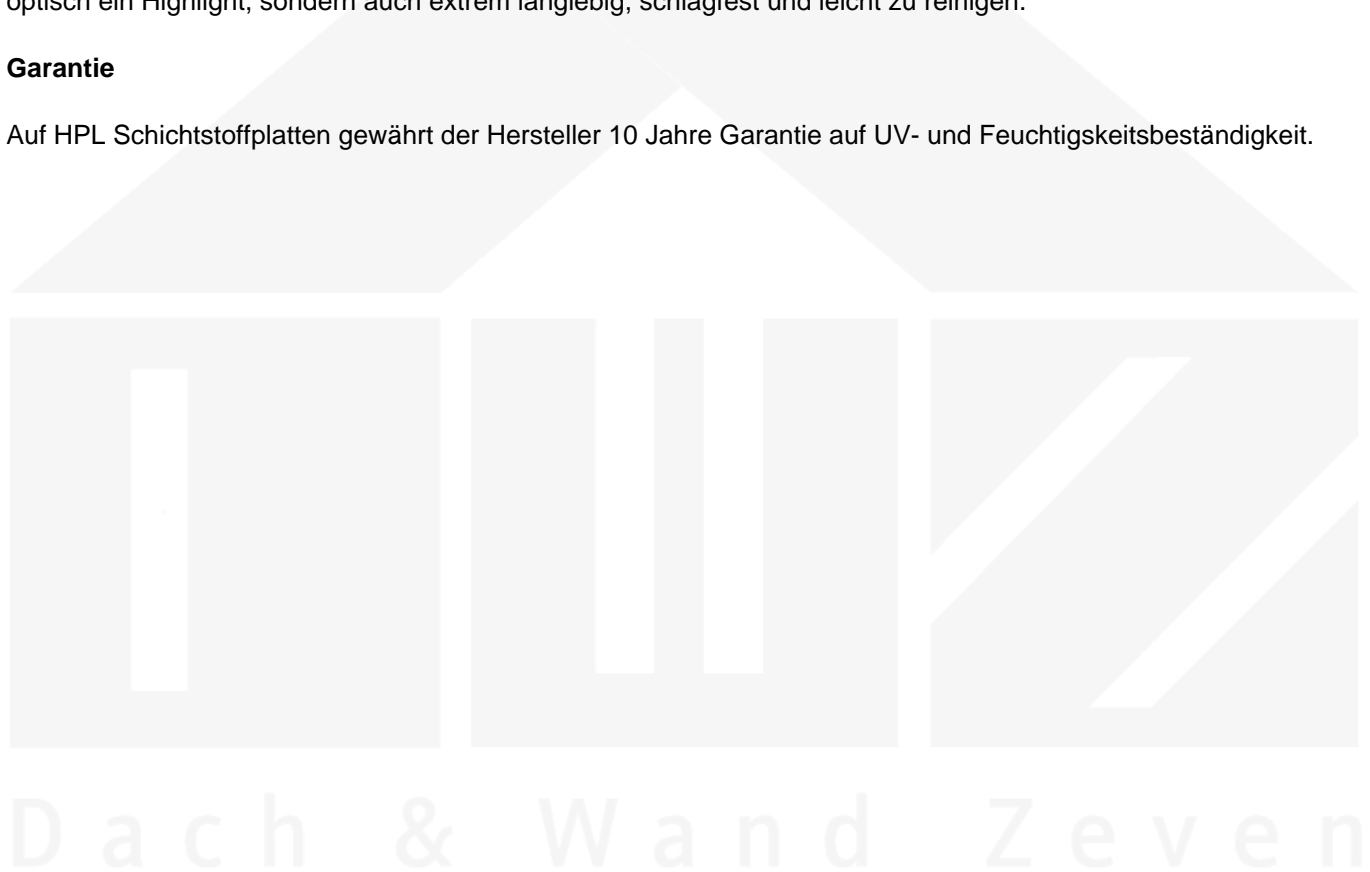 optisch ein Highlight, sondern auch extrem langlebig, schlagfest und leicht zu reinigen.
Garantie
Auf HPL Schichtstoffplatten gewährt der Hersteller 10 Jahre Garantie auf UV- und Feuchtigskeitsbeständigkeit.
Dach & Wand Zeven